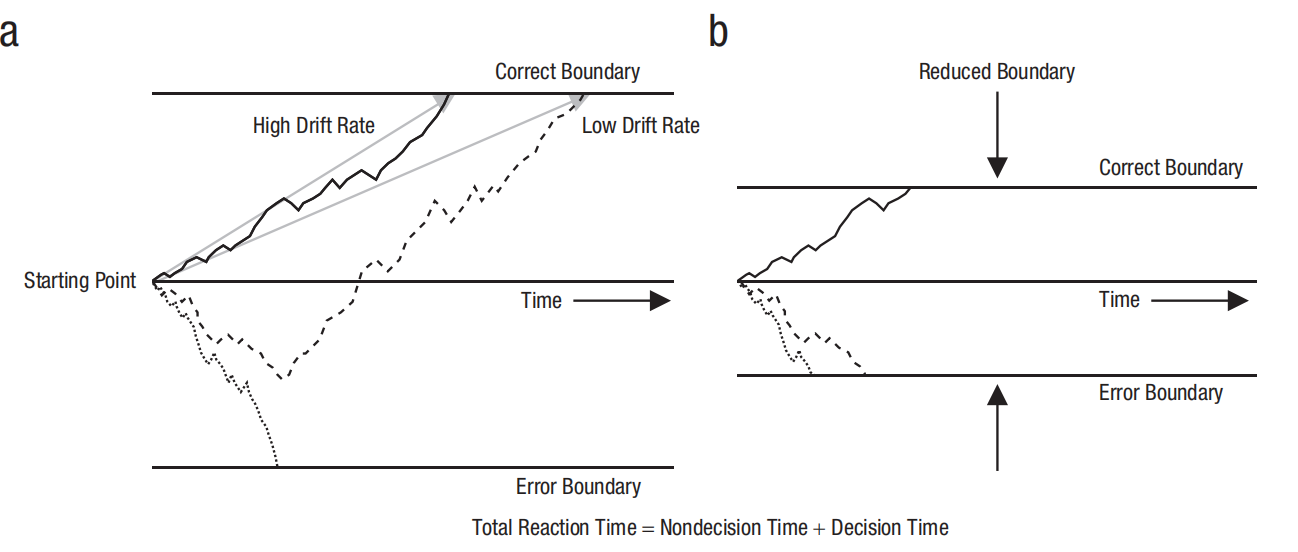 a
Correct Boundary
High Drift Rate
Low Drift Rate
Starting Point
Time
Error Boundary
b
Reduced Boundary
Correct Boundary
Time
Error Boundary
Total Reaction Time = Nondecision Time + Decision Time